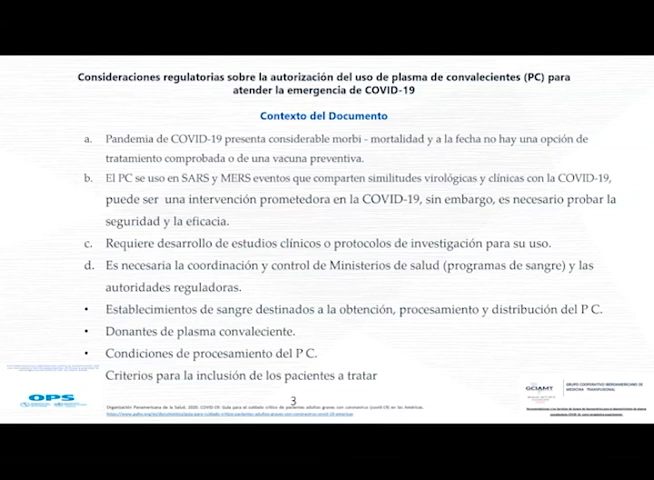 Consideraciones regulatorias sobre la autorización del uso de plasma de convalecientes (PC) para
atender la emergencia de COVID-19
Contexto del Documento
a. Pandemia de COVID-19 presenta considerable morbi - mortalidad y a la fecha no hay una opción de
tratamiento comprobada o de una vacuna preventiva.
b. El PC se uso en SARS y MERS eventos que comparten similitudes virológicas y clínicas con la COVID-19,
puede ser una intervención prometedora en la COVID-19, sin embargo, es necesario probar la
seguridad y la eficacia.
c. Requiere desarrollo de estudios clínicos o protocolos de investigación para su uso.
d. Es necesaria la coordinación y control de Ministerios de salud (programas de sangre) y las
autoridades reguladoras.
• Establecimientos de sangre destinados a la obtención, procesamiento y distribución del P C.
• Donantes de plasma convaleciente.
• Condiciones de procesamiento del P C.
Criterios para la inclusión de los pacientes a tratar
OPS
3
Organización Panamericana de la Salud. 2020. COVID-19: Guía para el cuidado crítico de pacientes adultos graves con coronavirus (covid-19) en las Américas.
GCIAMT
GRUPO COOPERATIVO IBEROAMERICANO DE
MEDICINA TRANSFUSIONAL